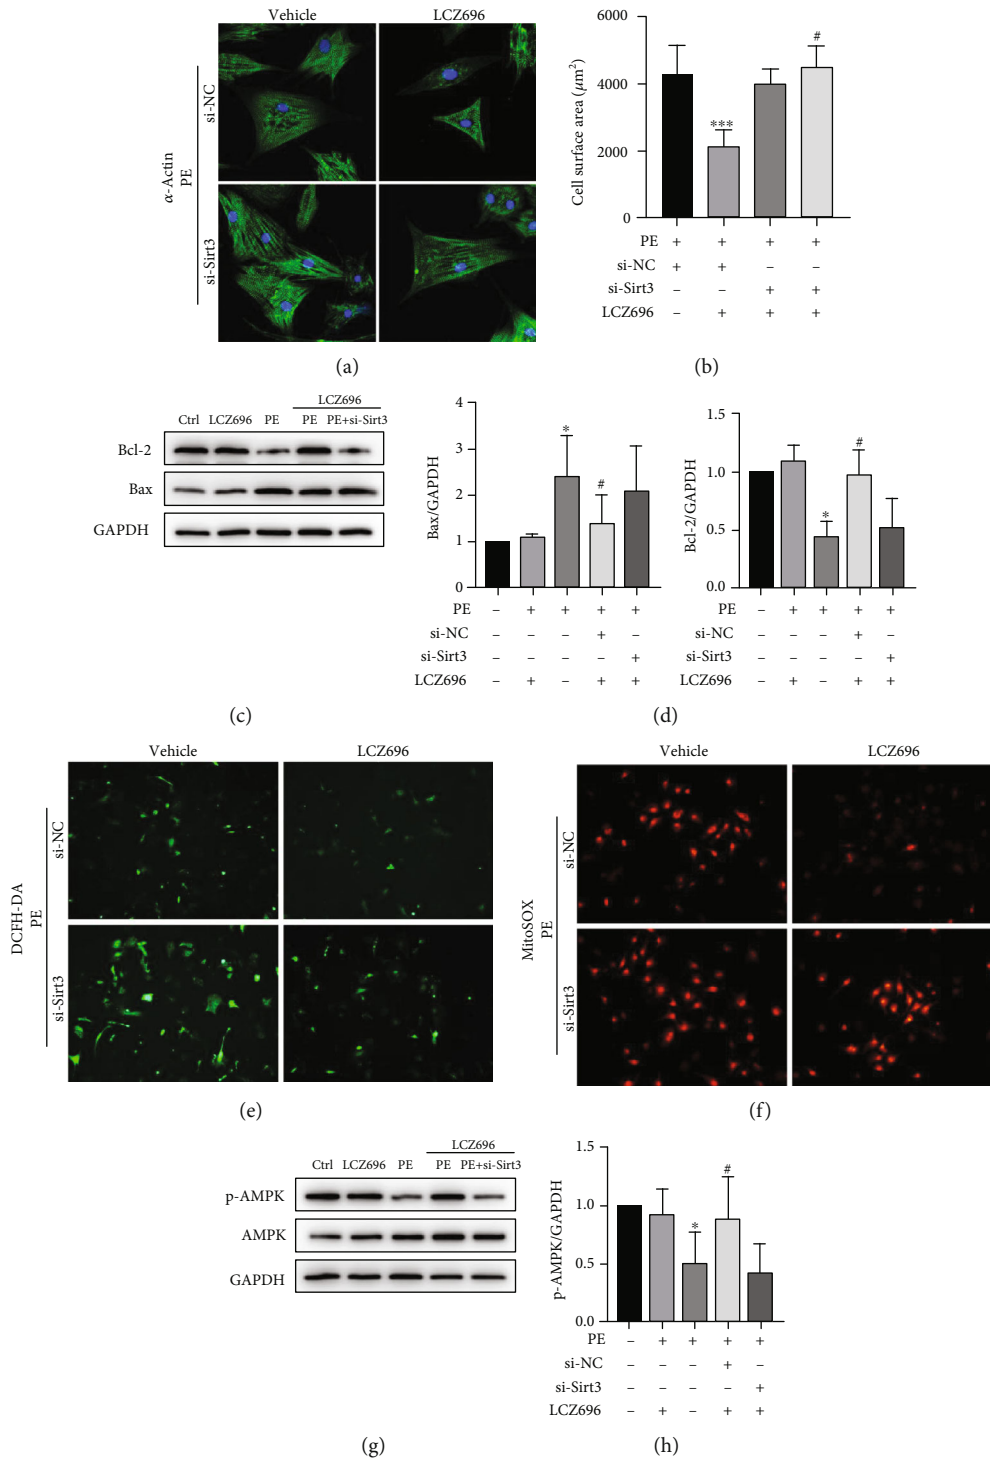 Vehicle LCZ696
α-Actin
PE
si-NC
si-Sirt3
(a)
Cell surface area (μm²)
6000
4000
2000
0
***
#
PE + + + +
si-NC + + – –
si-Sirt3 – – + +
LCZ696 – + + +
(b)
LCZ696
Ctrl LCZ696 PE PE PE+si-Sirt3
Bcl-2
Bax
GAPDH
(c)
Bax/GAPDH
4
3
2
1
0
*
#
PE – + + + +
si-NC – – – + –
si-Sirt3 – – – – +
LCZ696 – + – + +
Bcl-2/GAPDH
1.5
1.0
0.5
0.0
*
#
PE – + + + +
si-NC – – – + –
si-Sirt3 – – – – +
LCZ696 – + – + +
(d)
Vehicle LCZ696
DCFH-DA
PE
si-NC
si-Sirt3
(e)
Vehicle LCZ696
MitoSOX
PE
si-NC
si-Sirt3
(f)
LCZ696
Ctrl LCZ696 PE PE PE+si-Sirt3
p-AMPK
AMPK
GAPDH
(g)
p-AMPK/GAPDH
1.5
1.0
0.5
0.0
*
#
PE – + + + +
si-NC – – – + –
si-Sirt3 – – – – +
LCZ696 – + – + +
(h)